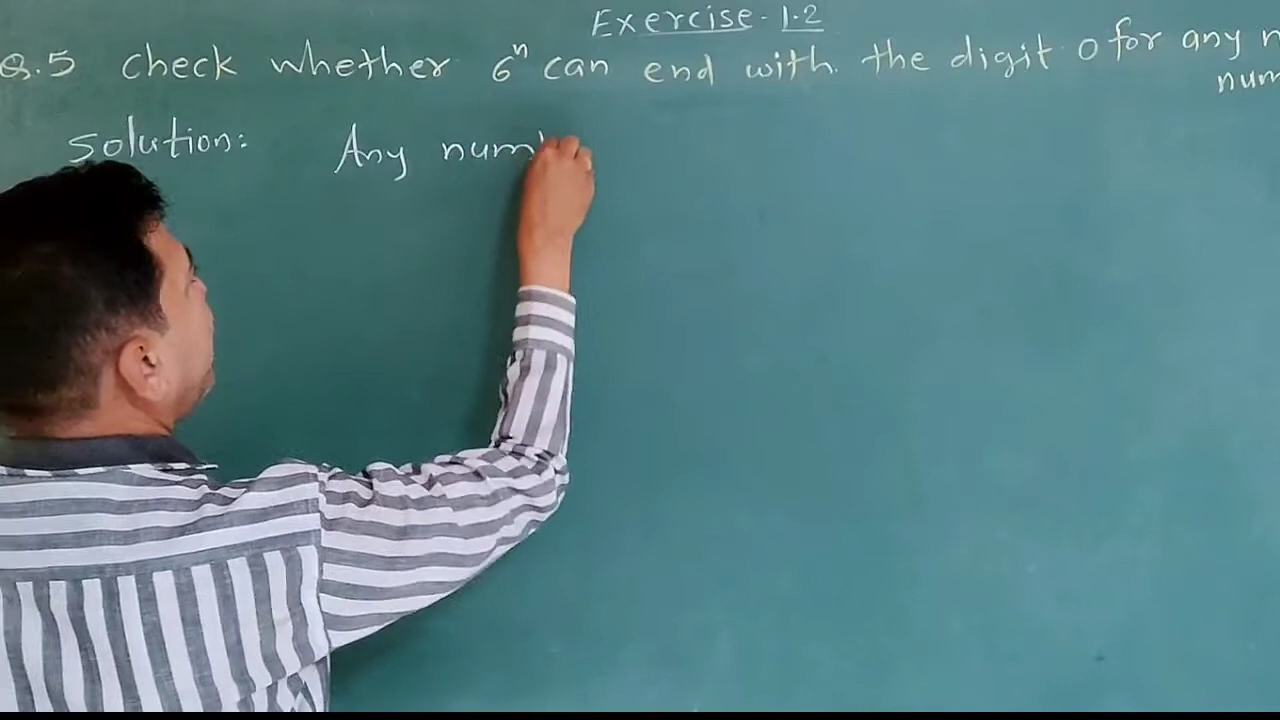 Exercise-1.2
Q.5 Check whether 6ⁿ can end with the digit 0 for any n
num
Solution: Any num